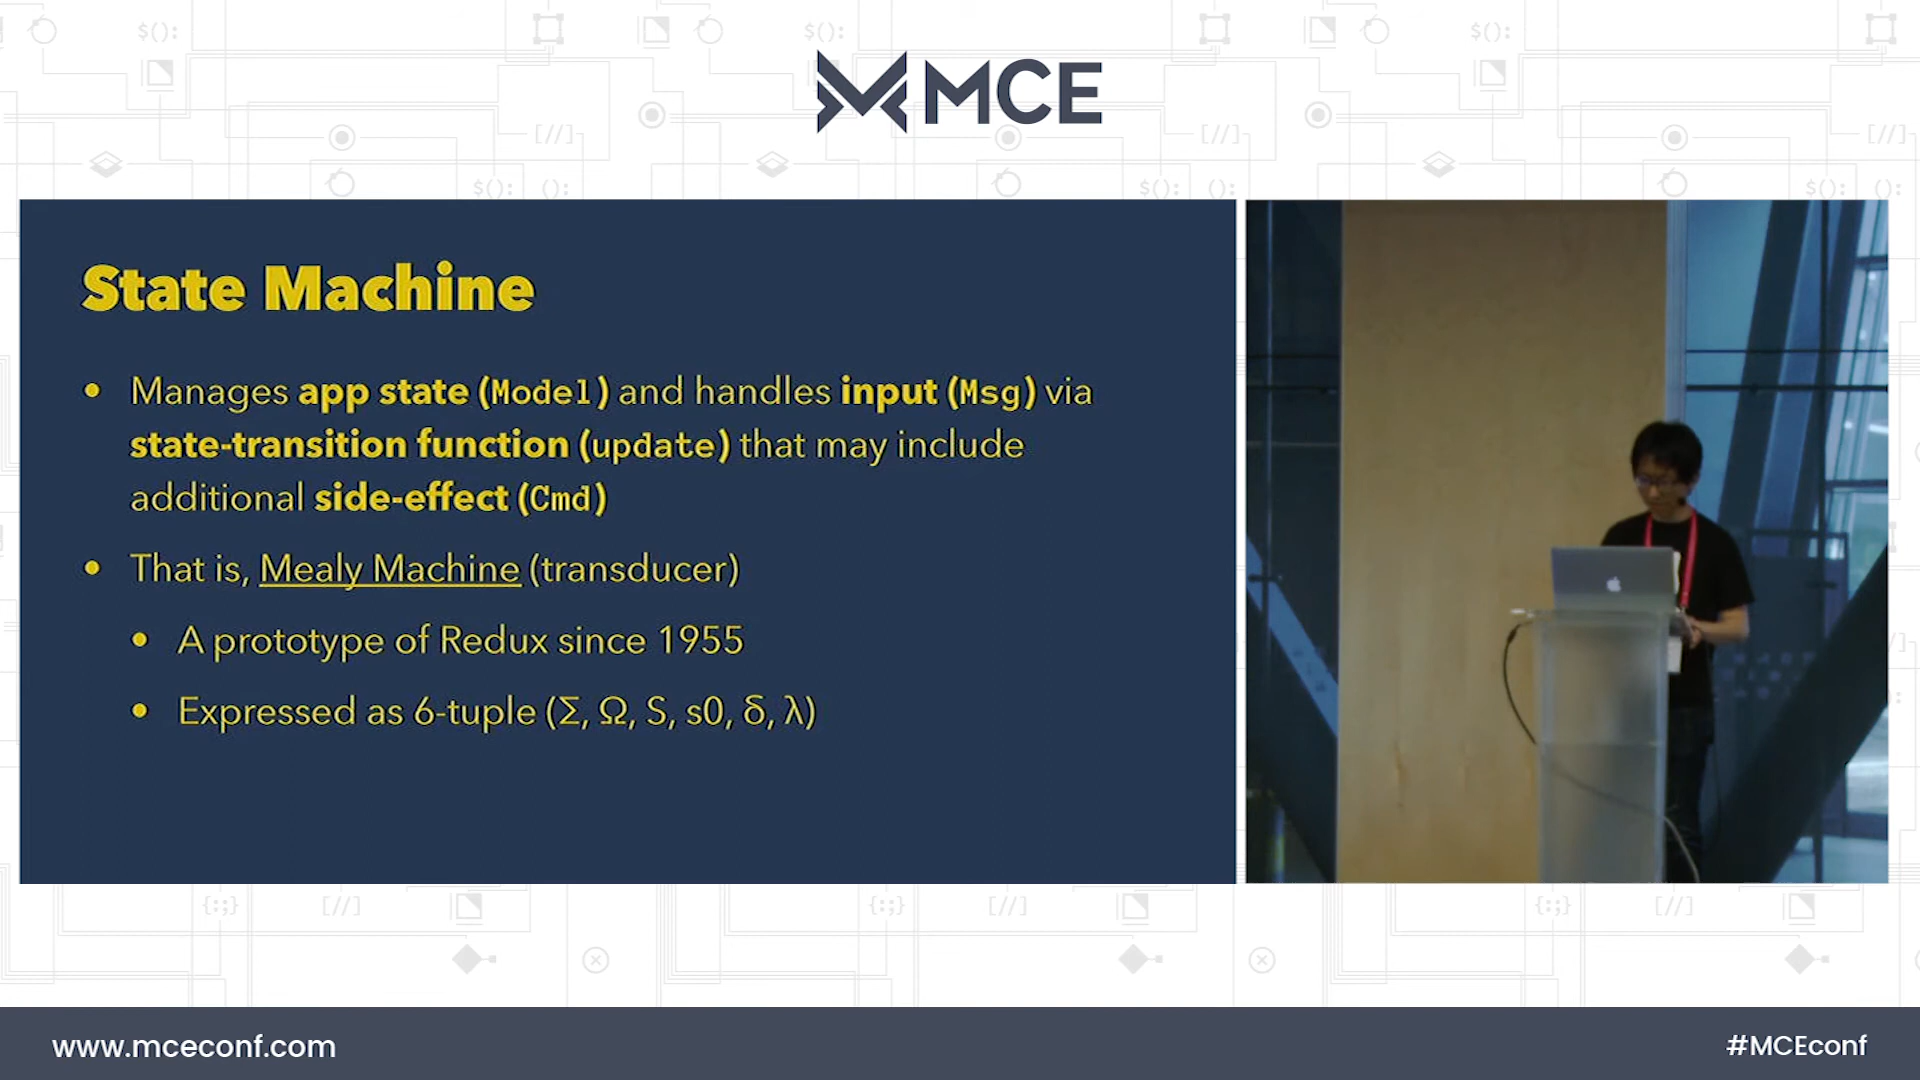 MCE
State Machine
• Manages app state (Model) and handles input (Msg) via
state-transition function (update) that may include
additional side-effect (Cmd)
• That is, Mealy Machine (transducer)
• A prototype of Redux since 1955
• Expressed as 6-tuple (Σ, Ω, S, s0, δ, λ)
www.mceconf.com
#MCEconf